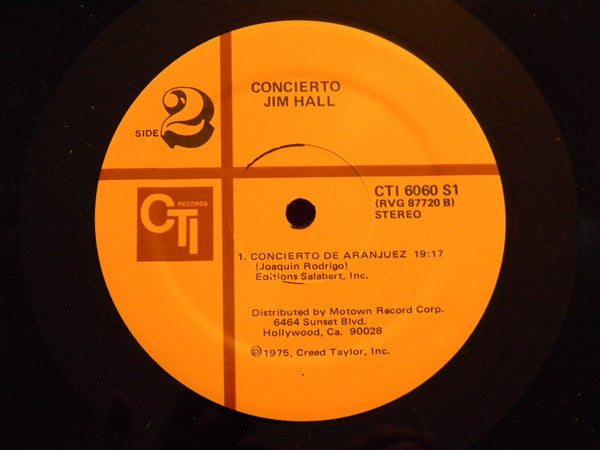 CONCIERTO
JIM HALL
SIDE 2
RECORDS
CTI
CTI 6060 S1
(RVG 87720 B)
STEREO
1. CONCIERTO DE ARANJUEZ 19:17
(Joaquin Rodrigo)
Editions Salabert, Inc.
Distributed by Motown Record Corp.
6464 Sunset Blvd.
Hollywood, Ca. 90028
℗1975, Creed Taylor, Inc.